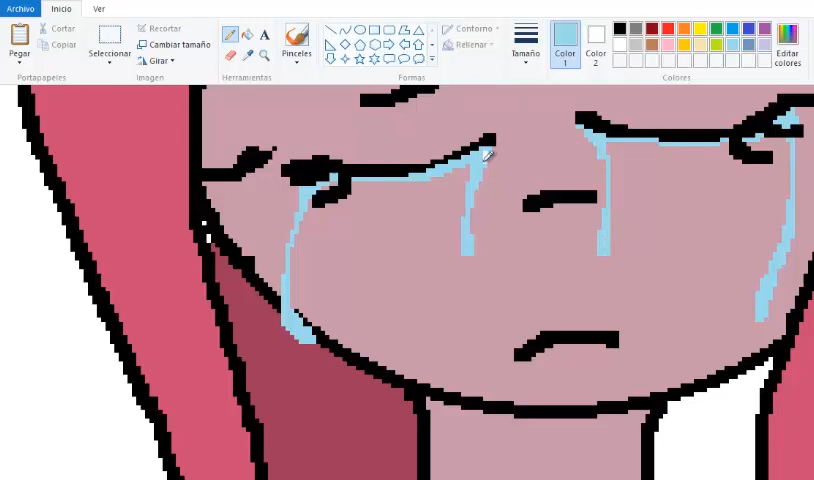 Archivo Inicio Ver
Cortar Recortar Contorno
Copiar Cambiar tamaño Rellenar
Pegar Seleccionar Girar Pinceles Tamaño Color 1 Color 2 Editar colores
Portapapeles Imagen Herramientas Formas Colores